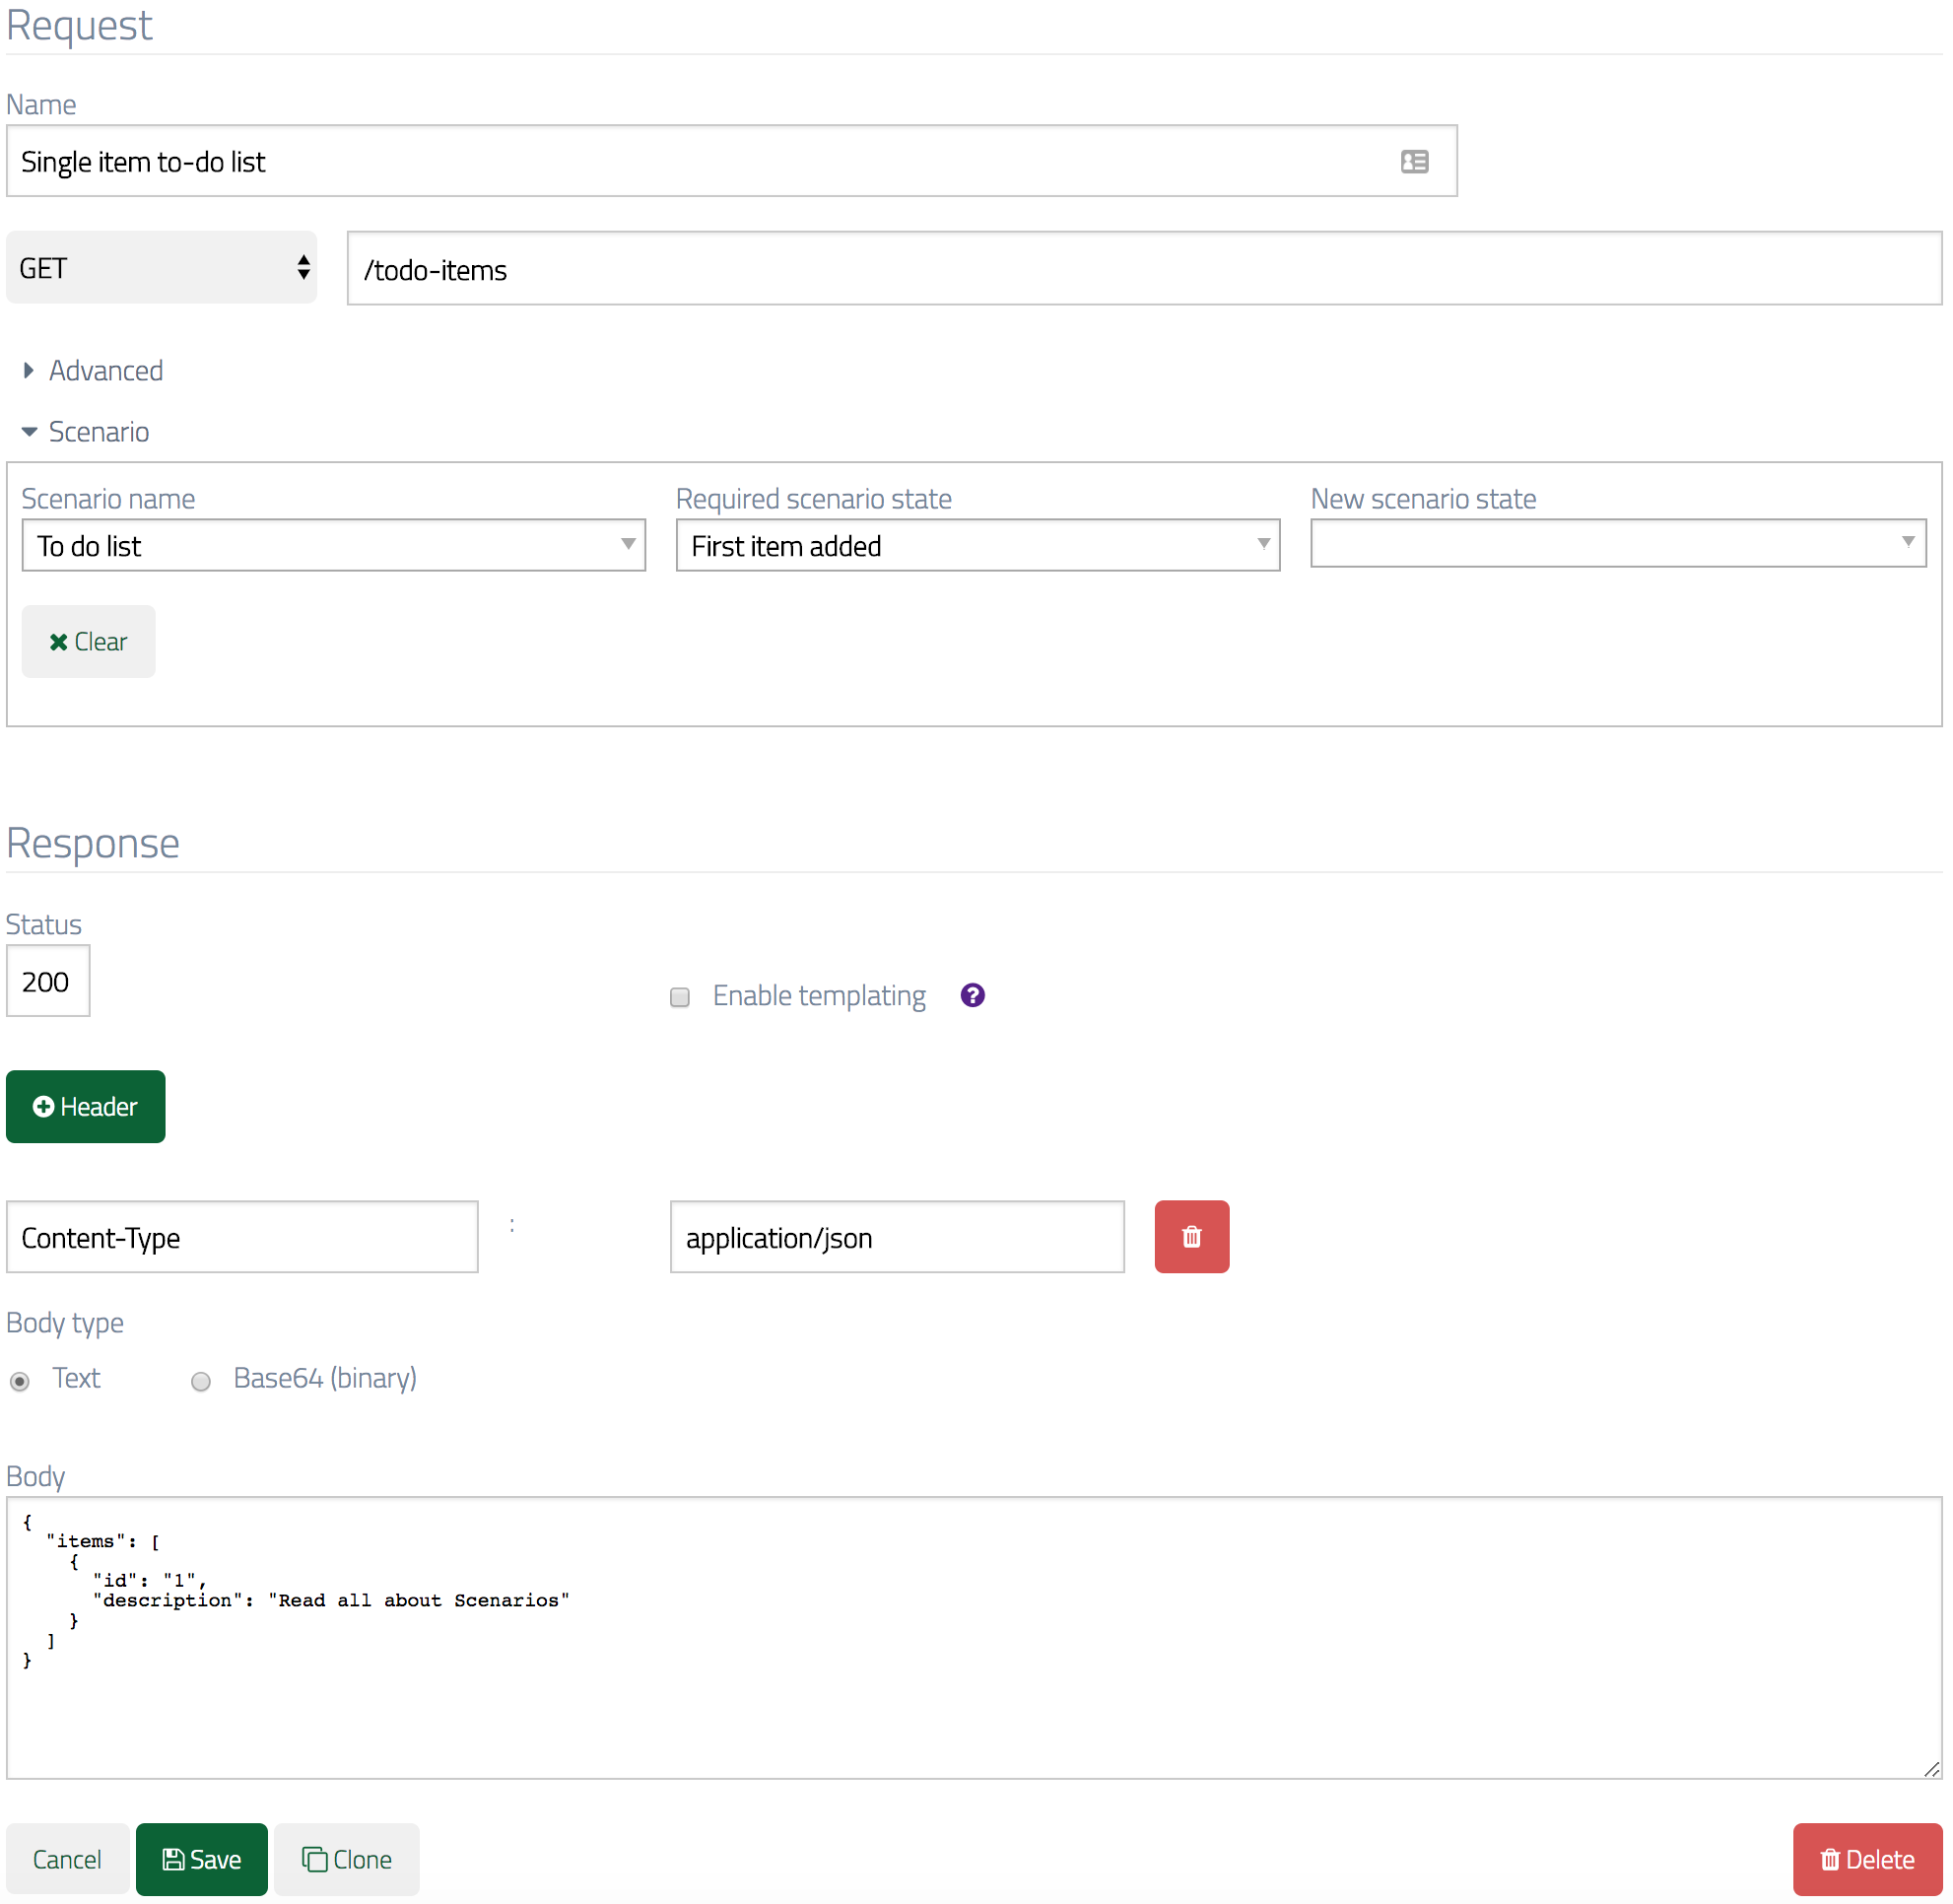 Request
Name
Single item to-do list
GET /todo-items
Advanced
Scenario
Scenario name Required scenario state New scenario state
To do list First item added
Clear
Response
Status
200 Enable templating ?
Header
Content-Type : application/json
Body type
Text Base64 (binary)
Body
{
  "items": [
    {
      "id": "1",
      "description": "Read all about Scenarios"
    }
  ]
}
Cancel Save Clone Delete